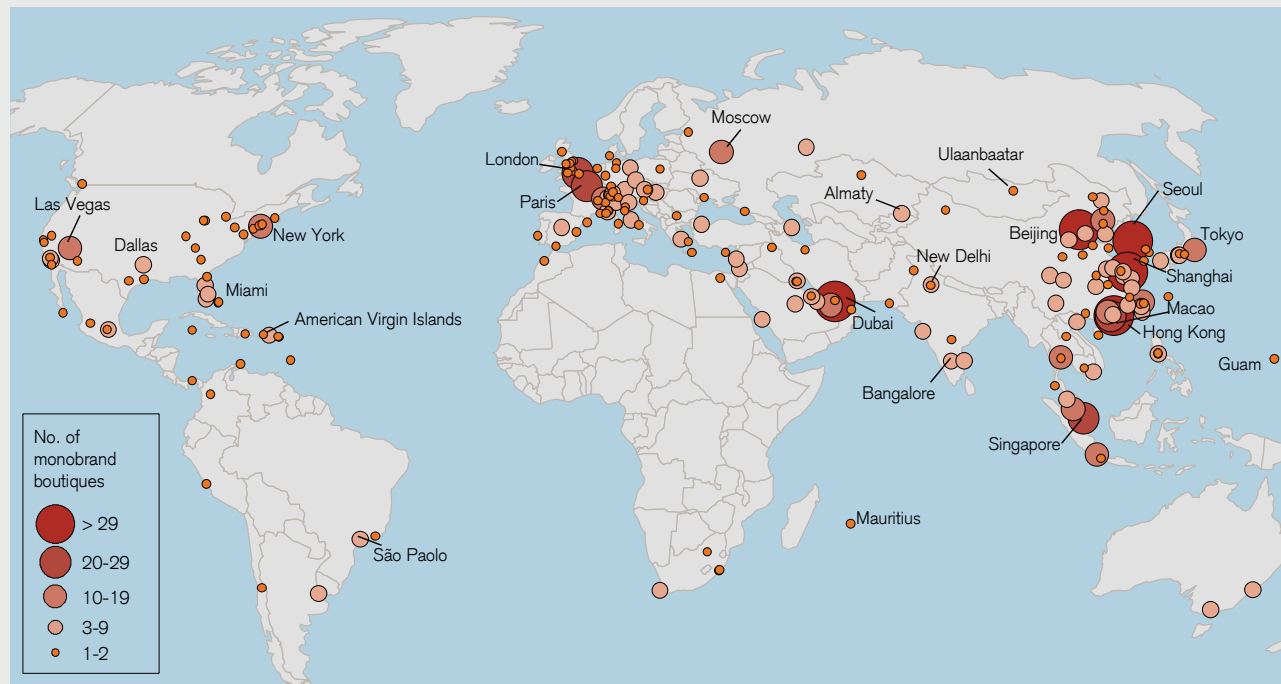 Moscow
London
Ulaanbaatar
Paris
Almaty
Seoul
Las Vegas
Dallas
New York
Beijing
Tokyo
New Delhi
Shanghai
Miami
Macao
American Virgin Islands
Dubai
Hong Kong
Guam
Bangalore
Singapore
No. of
monobrand
boutiques
> 29
20-29
10-19
3-9
1-2
Mauritius
São Paolo